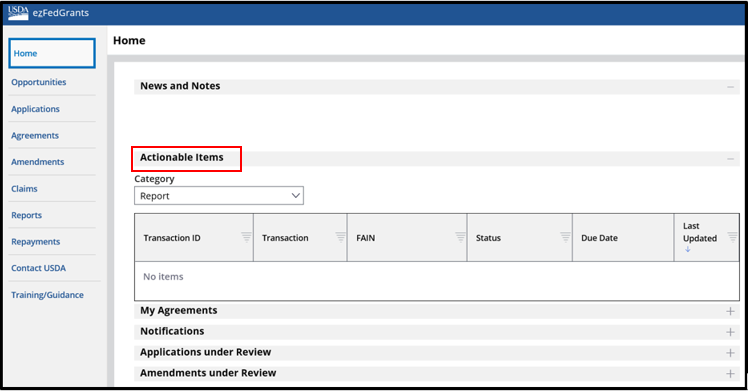 USDA ezFedGrants
Home
Opportunities
Applications
Agreements
Amendments
Claims
Reports
Repayments
Contact USDA
Training/Guidance
Home
News and Notes
Actionable Items
Category
Report
Transaction ID Transaction FAIN Status Due Date Last Updated
No items
My Agreements
Notifications
Applications under Review
Amendments under Review